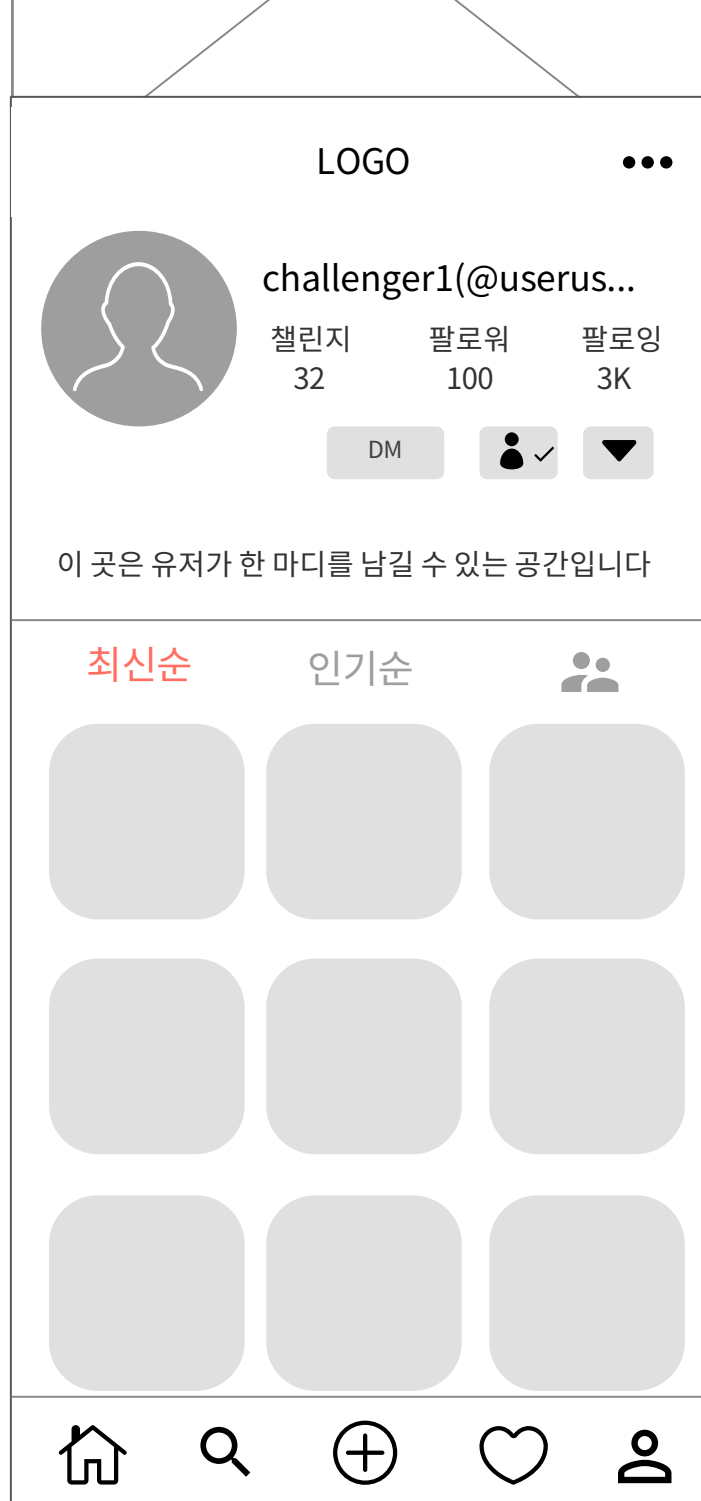 LOGO
challenger1(@userus...
챌린지 팔로워 팔로잉
32 100 3K
DM
이 곳은 유저가 한 마디를 남길 수 있는 공간입니다
최신순 인기순